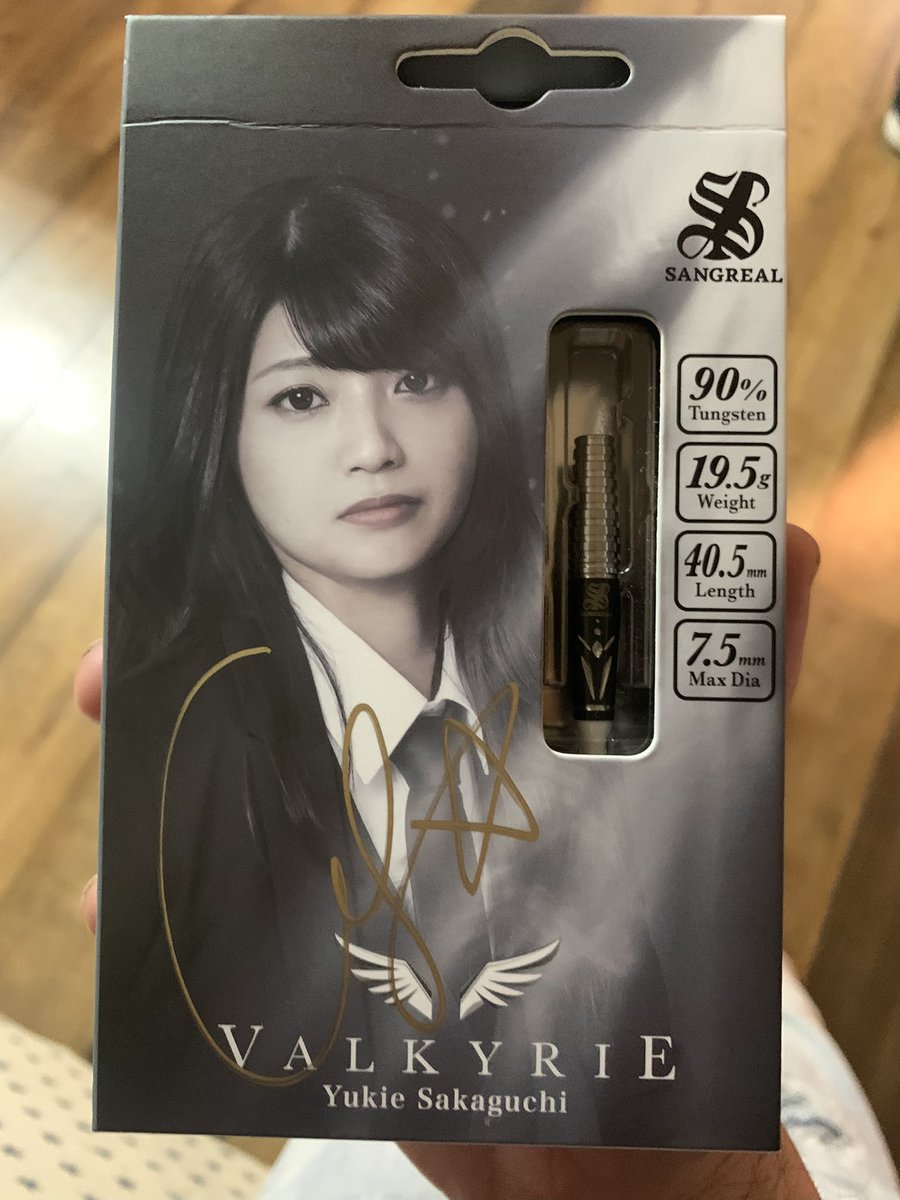 SANGREAL
90%
Tungsten
19.5g
Weight
40.5mm
Length
7.5mm
Max Dia
VALKYRIE
Yukie Sakaguchi